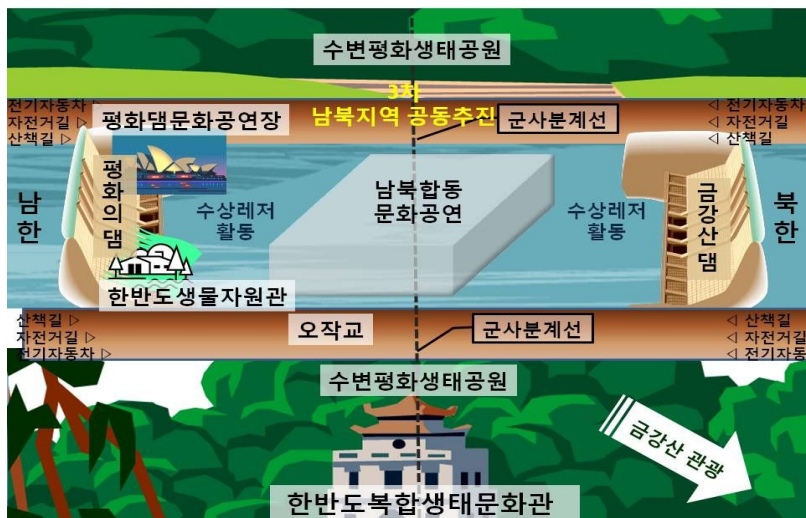 수변평화생태공원
3차
남북지역 공동추진
전기자동차 ▷
자전거길 ▷
산책길 ▷
평화댐문화공연장
군사분계선
◁ 전기자동차
◁ 자전거길
◁ 산책길
남한
평화의댐
수상레저
활동
남북합동
문화공연
수상레저
활동
금강산댐
북한
한반도생물자원관
산책길 ▷
자전거길 ▷
전기자동차 ▷
오작교
군사분계선
◁ 산책길
◁ 자전거길
◁ 전기자동차
수변평화생태공원
금강산 관광
한반도복합생태문화관